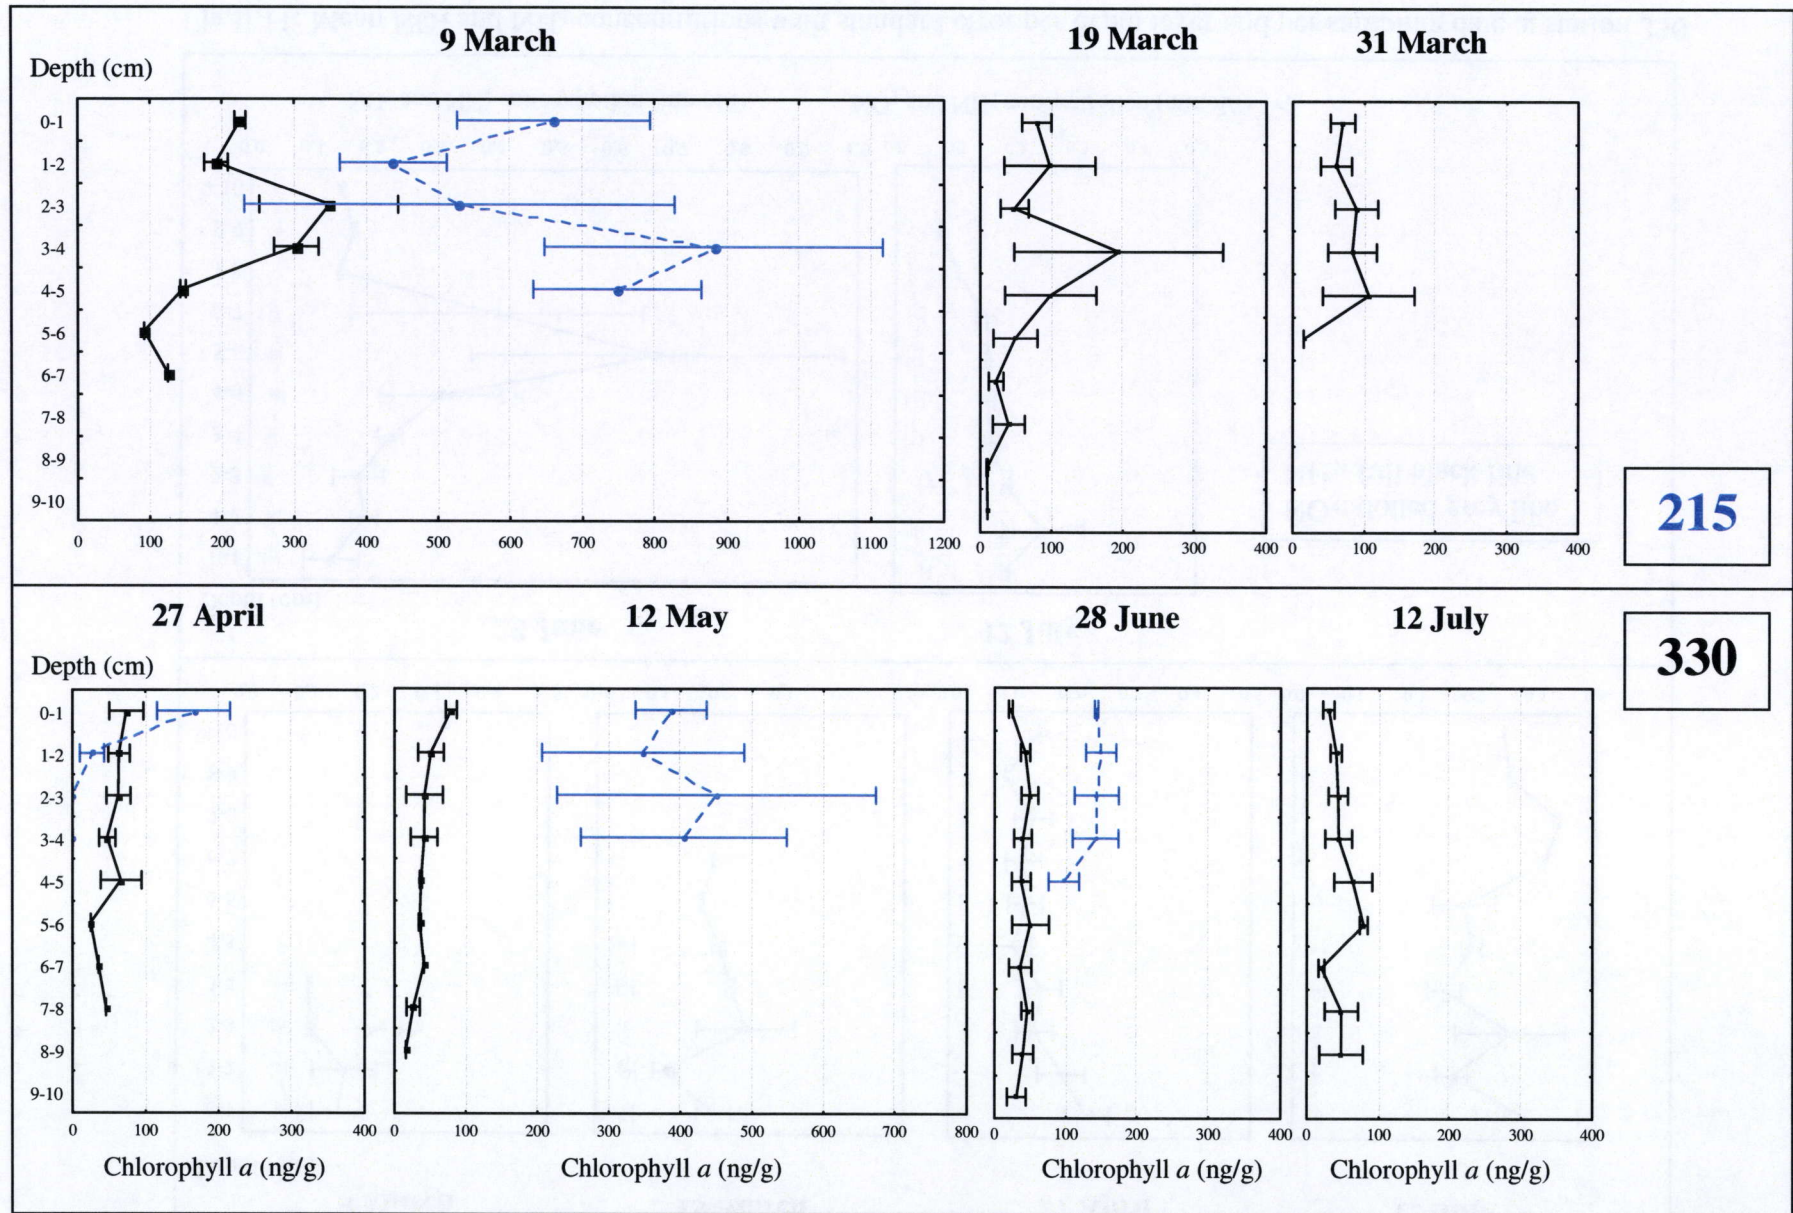 9 March
19 March
31 March
Depth (cm)
0-1
1-2
2-3
3-4
4-5
5-6
6-7
7-8
8-9
9-10
0 100 200 300 400 500 600 700 800 900 1000 1100 1200
0 100 200 300 400
0 100 200 300 400
215
27 April
12 May
28 June
12 July
330
Depth (cm)
0-1
1-2
2-3
3-4
4-5
5-6
6-7
7-8
8-9
9-10
0 100 200 300 400
0 100 200 300 400 500 600 700 800
0 100 200 300 400
0 100 200 300 400
Chlorophyll a (ng/g)
Chlorophyll a (ng/g)
Chlorophyll a (ng/g)
Chlorophyll a (ng/g)